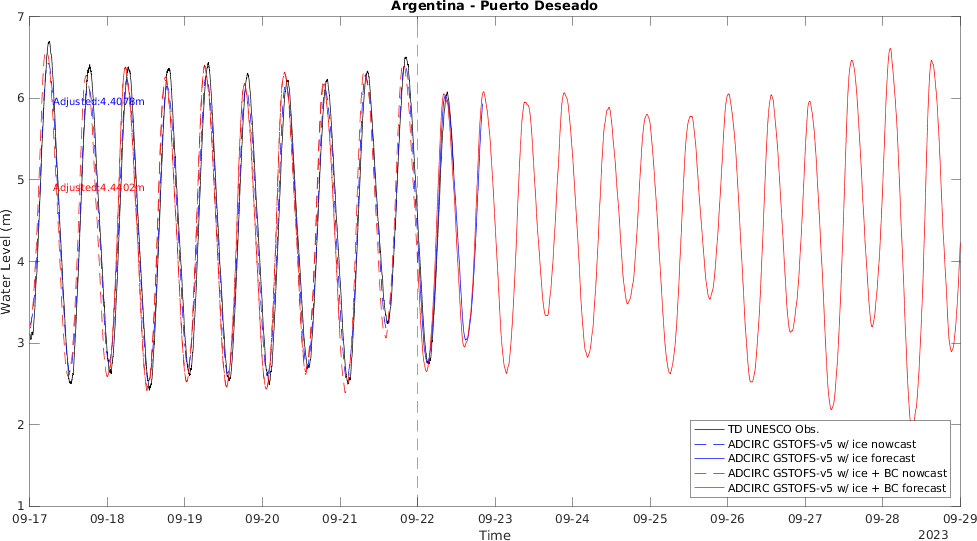 Argentina - Puerto Deseado
7
6
5
4
3
2
1
Water Level (m)
Adjusted:4.4078m
Adjusted:4.4402m
TD UNESCO Obs.
ADCIRC GSTOFS-v5 w/ ice nowcast
ADCIRC GSTOFS-v5 w/ ice forecast
ADCIRC GSTOFS-v5 w/ ice + BC nowcast
ADCIRC GSTOFS-v5 w/ ice + BC forecast
09-17 09-18 09-19 09-20 09-21 09-22 09-23 09-24 09-25 09-26 09-27 09-28 09-29
Time
2023